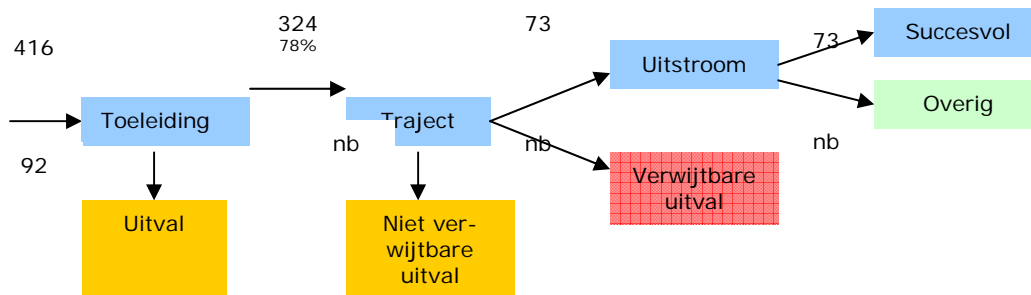 416
324
78%
73
73
Succesvol
Uitstroom
Overig
Toeleiding
Traject
nb
nb
nb
92
Verwijtbare
uitval
Uitval
Niet ver-
wijtbare
uitval